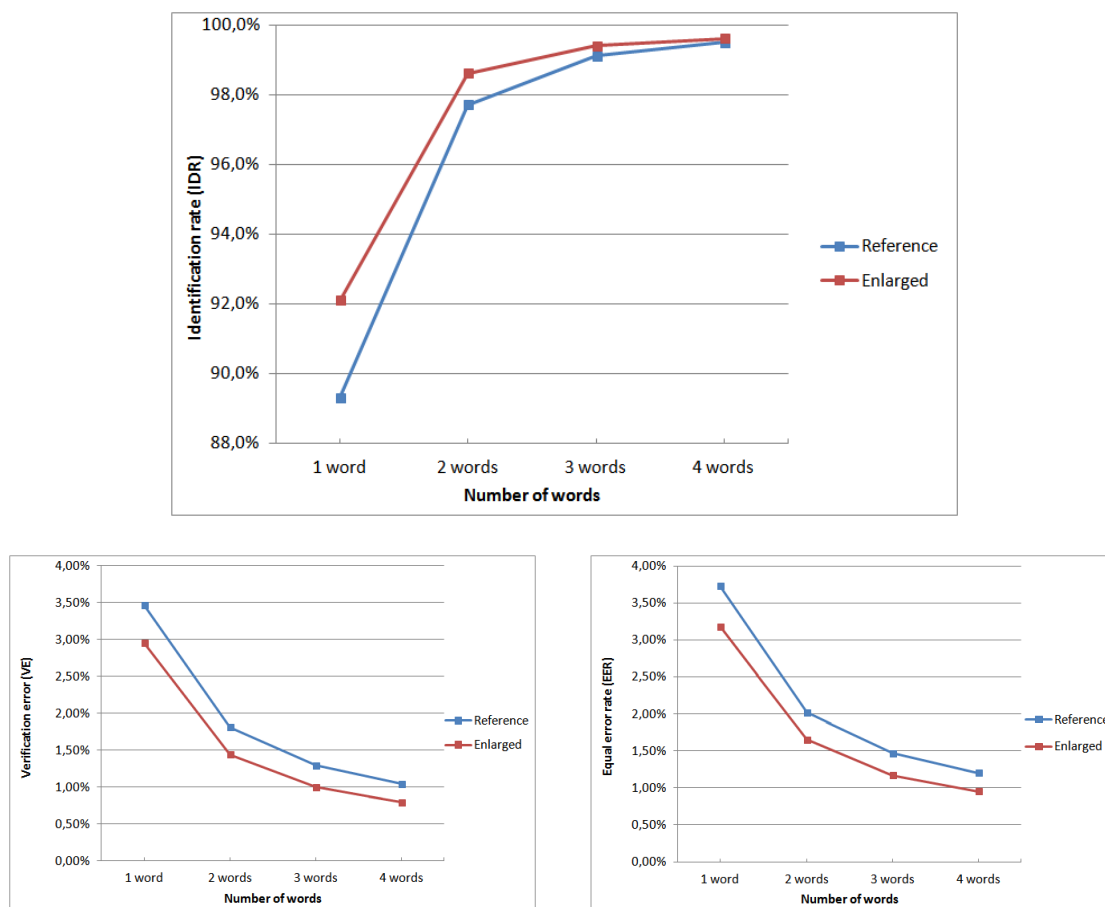 100,0%
98,0%
96,0%
94,0%
92,0%
90,0%
88,0%
Identification rate (IDR)
1 word 2 words 3 words 4 words
Number of words
Reference
Enlarged
4,00%
3,50%
3,00%
2,50%
2,00%
1,50%
1,00%
0,50%
0,00%
Verification error (VE)
1 word 2 words 3 words 4 words
Number of words
Reference
Enlarged
4,00%
3,50%
3,00%
2,50%
2,00%
1,50%
1,00%
0,50%
0,00%
Equal error rate (EER)
1 word 2 words 3 words 4 words
Number of words
Reference
Enlarged